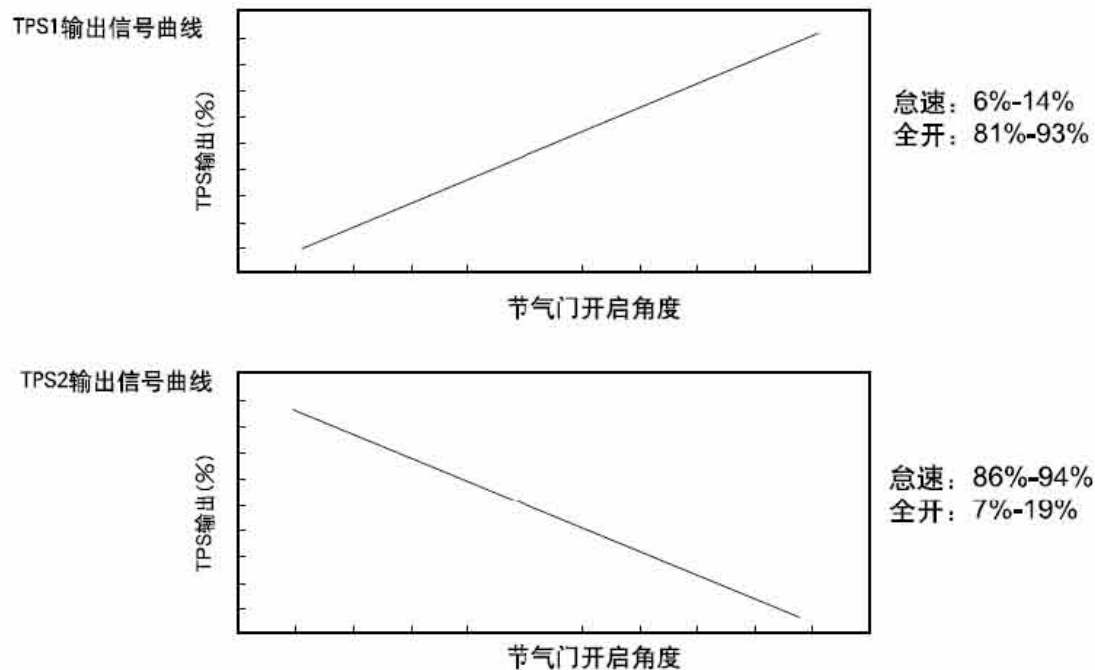 TPS1输出信号曲线
TPS输出(%)
怠速：6%-14%
全开：81%-93%
节气门开启角度
TPS2输出信号曲线
TPS输出(%)
怠速：86%-94%
全开：7%-19%
节气门开启角度